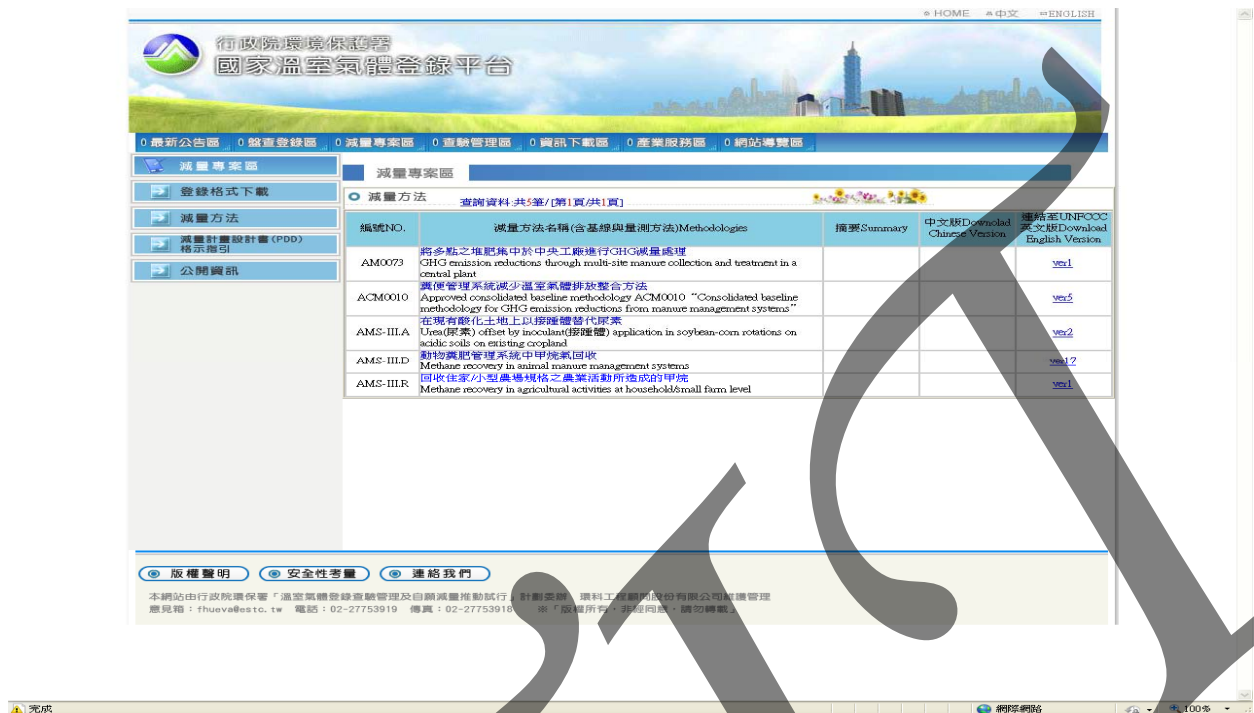 HOME 中文 ENGLISH
行政院環境保護署
國家溫室氣體登錄平台
最新公告區 盤查登錄區 減量專案區 查驗管理區 資訊下載區 產業服務區 網站導覽區
減量專案區
登錄格式下載
減量方法
減量計畫設計書(PDD)
格示指引
公開資訊
減量專案區
減量方法 查詢資料:共5筆/[第1頁/共1頁]
編號NO. 減量方法名稱(含基線與量測方法)Methodologies 摘要Summary 中文版Downolad Chinese Version 連結至UNFCCC英文版Download English Version
AM0073 將多點之堆肥集中於中央工廠進行GHG減量處理 ver1
GHG emission reductions through multi-site manure collection and treatment in a
central plant
ACM0010 糞便管理系統減少溫室氣體排放整合方法 ver5
Approved consolidated baseline methodology ACM0010 "Consolidated baseline
methodology for GHG emission reductions from manure management systems"
AMS-III.A 在現有酸化土地上以接踵體替代尿素 ver2
Urea(尿素) offset by inoculant(接踵體) application in soybean-corn rotations on
acidic soils on existing cropland
AMS-III.D 動物糞肥管理系統中甲烷氣回收
Methane recovery in animal manure management systems
AMS-III.R 回收住家/小型農場規格之農業活動所造成的甲烷 ver1
Methane recovery in agricultural activities at household/small farm level
版權聲明 安全性考量 連絡我們
本網站由行政院環保署「溫室氣體登錄查驗管理及自願減量推動試行」計劃委辦 環科工程顧問股份有限公司維護管理
意見箱:fhueva@estc.tw 電話:02-27753919 傳真:02-27753918 ※「版權所有,非經同意,請勿轉載」
完成 網際網路 100%